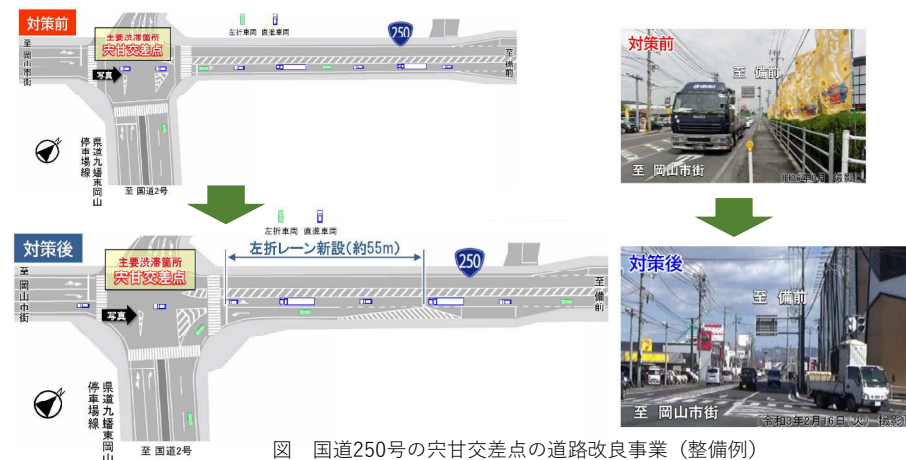 対策前
主要渋滞箇所
宍甘交差点
写真
至 岡山市街
左折車両 直進車両
250
至 備前
県道九蟠東岡山停車場線
至 国道2号
対策前
至 備前
至 岡山市街
対策後
主要渋滞箇所
宍甘交差点
写真
至 岡山市街
左折車両 直進車両
左折レーン新設(約55m)
250
至 備前
県道九蟠東岡山停車場線
至 国道2号
対策後
至 備前
至 岡山市街
[令和3年2月16日(火) 撮影]
図 国道250号の宍甘交差点の道路改良事業(整備例)